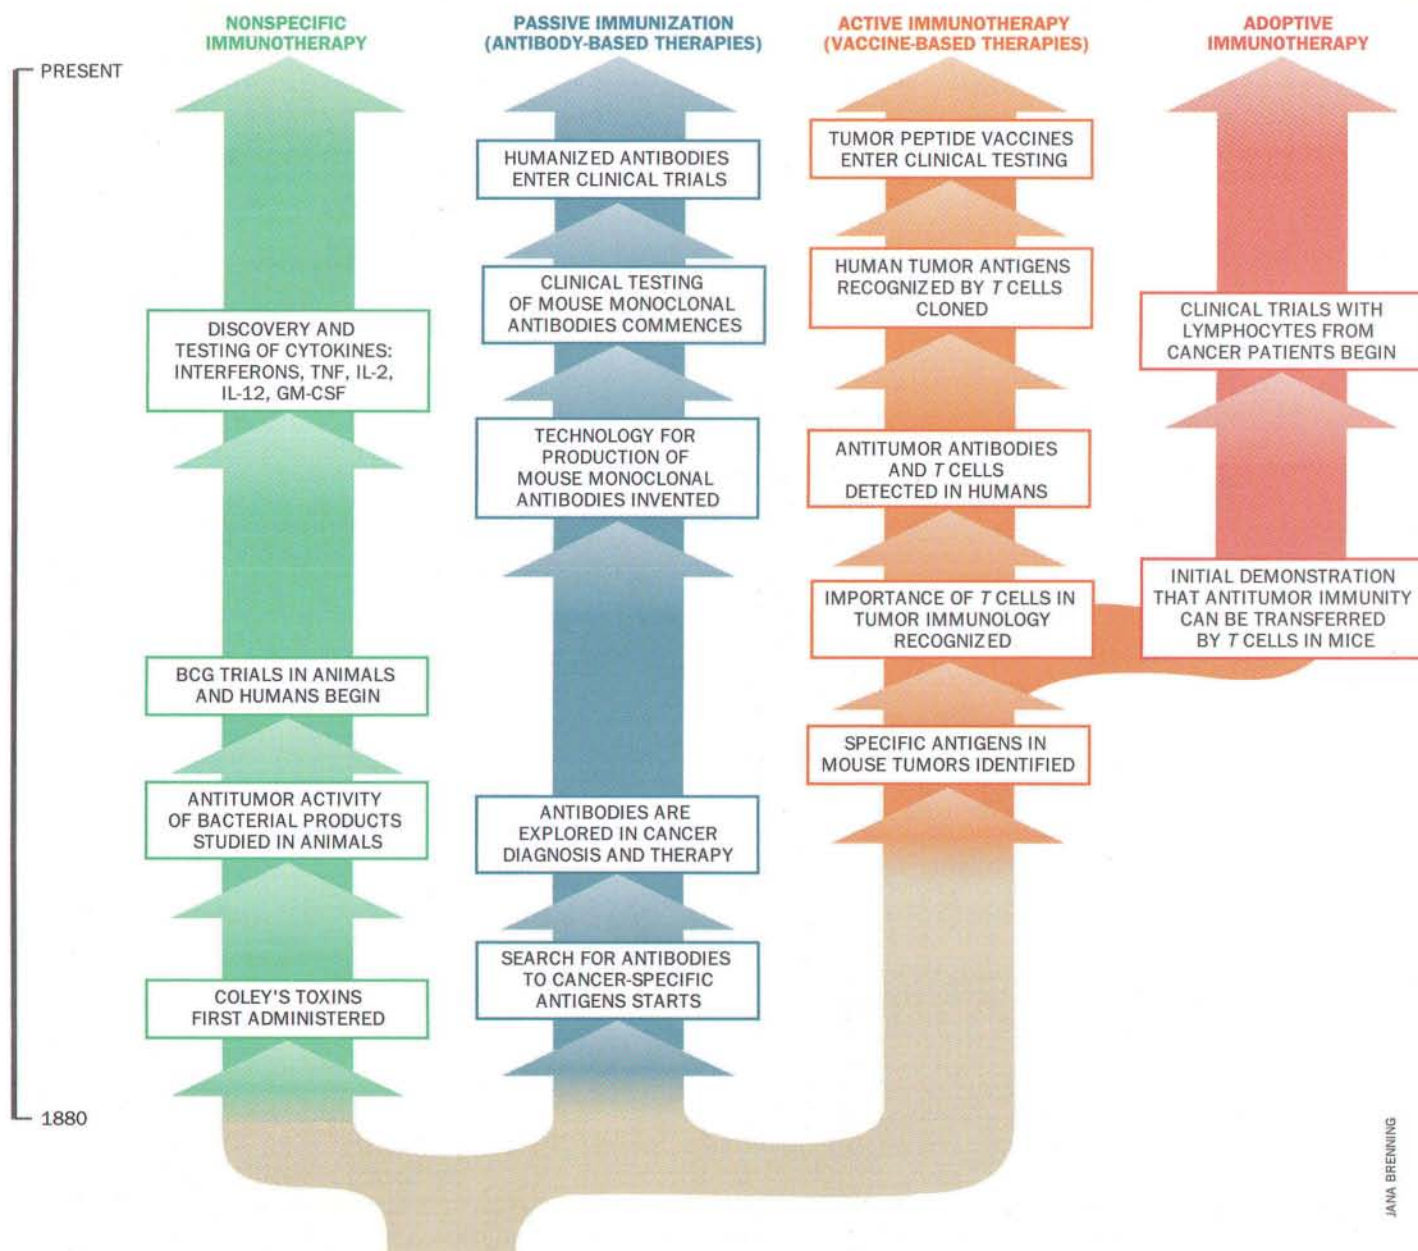 NONSPECIFIC
IMMUNOTHERAPY
PASSIVE IMMUNIZATION
(ANTIBODY-BASED THERAPIES)
ACTIVE IMMUNOTHERAPY
(VACCINE-BASED THERAPIES)
ADOPTIVE
IMMUNOTHERAPY
PRESENT
1880
DISCOVERY AND
TESTING OF CYTOKINES:
INTERFERONS, TNF, IL-2,
IL-12, GM-CSF
BCG TRIALS IN ANIMALS
AND HUMANS BEGIN
ANTITUMOR ACTIVITY
OF BACTERIAL PRODUCTS
STUDIED IN ANIMALS
COLEY'S TOXINS
FIRST ADMINISTERED
HUMANIZED ANTIBODIES
ENTER CLINICAL TRIALS
CLINICAL TESTING
OF MOUSE MONOCLONAL
ANTIBODIES COMMENCES
TECHNOLOGY FOR
PRODUCTION OF
MOUSE MONOCLONAL
ANTIBODIES INVENTED
ANTIBODIES ARE
EXPLORED IN CANCER
DIAGNOSIS AND THERAPY
SEARCH FOR ANTIBODIES
TO CANCER-SPECIFIC
ANTIGENS STARTS
TUMOR PEPTIDE VACCINES
ENTER CLINICAL TESTING
HUMAN TUMOR ANTIGENS
RECOGNIZED BY T CELLS
CLONED
ANTITUMOR ANTIBODIES
AND T CELLS
DETECTED IN HUMANS
IMPORTANCE OF T CELLS IN
TUMOR IMMUNOLOGY
RECOGNIZED
SPECIFIC ANTIGENS IN
MOUSE TUMORS IDENTIFIED
CLINICAL TRIALS WITH
LYMPHOCYTES FROM
CANCER PATIENTS BEGIN
INITIAL DEMONSTRATION
THAT ANTITUMOR IMMUNITY
CAN BE TRANSFERRED
BY T CELLS IN MICE
JANA BRENNING